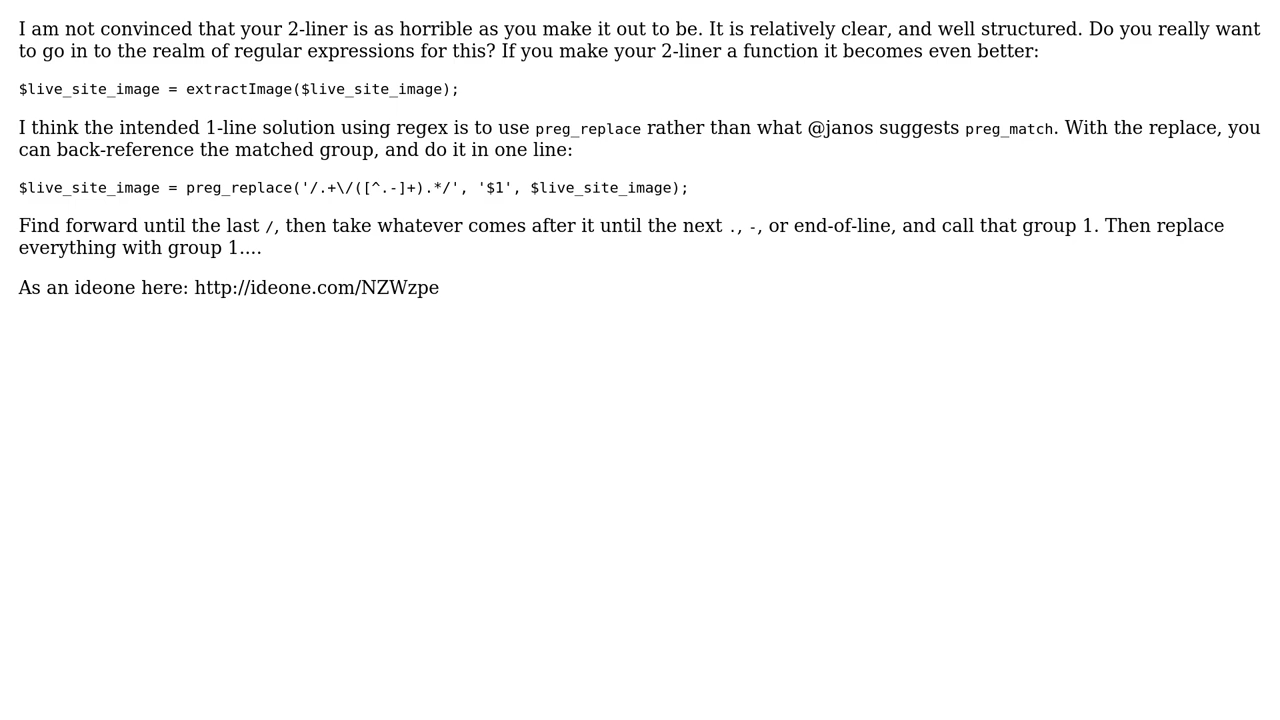 I am not convinced that your 2-liner is as horrible as you make it out to be. It is relatively clear, and well structured. Do you really want
to go in to the realm of regular expressions for this? If you make your 2-liner a function it becomes even better:
$live_site_image = extractImage($live_site_image);
I think the intended 1-line solution using regex is to use preg_replace rather than what @janos suggests preg_match. With the replace, you
can back-reference the matched group, and do it in one line:
$live_site_image = preg_replace('/.+\/([^.-]+).*/', '$1', $live_site_image);
Find forward until the last /, then take whatever comes after it until the next ., -, or end-of-line, and call that group 1. Then replace
everything with group 1....
As an ideone here: http://ideone.com/NZWzpe